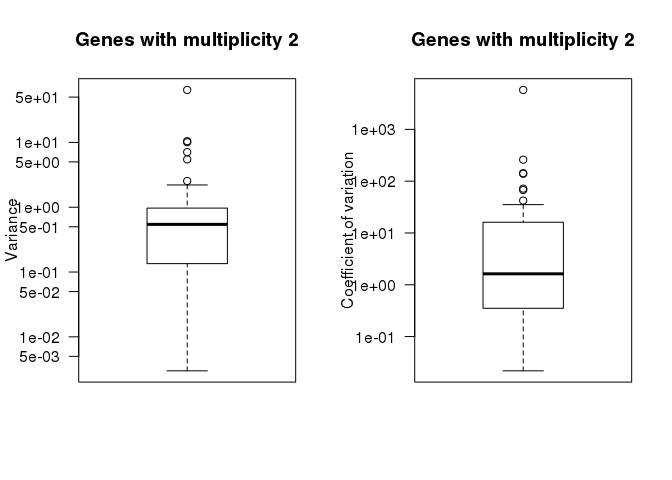 Genes with multiplicity 2
Variance
5e+01
1e+01
5e+00
1e+00
5e-01
1e-01
5e-02
1e-02
5e-03
Genes with multiplicity 2
Coefficient of variation
1e+03
1e+02
1e+01
1e+00
1e-01